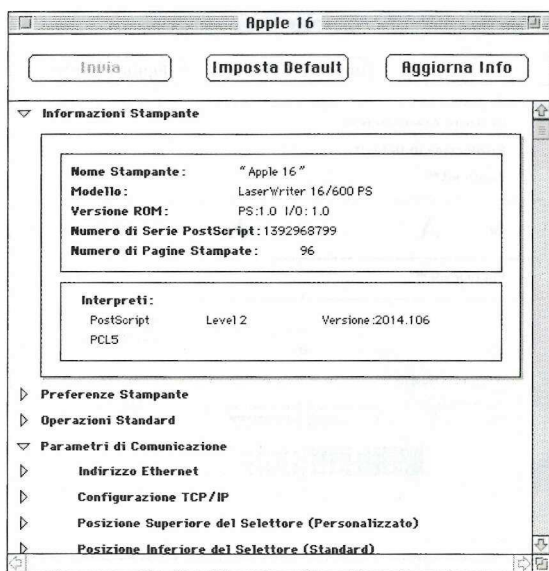 Apple 16
Invia
Imposta Default
Aggiorna Info
Informazioni Stampante
Nome Stampante: "Apple 16"
Modello: LaserWriter 16/600 PS
Versione ROM: PS:1.0 I/O:1.0
Numero di Serie PostScript: 1392968799
Numero di Pagine Stampate: 96
Interpreti:
PostScript Level 2 Versione:2014.106
PCL5
Preferenze Stampante
Operazioni Standard
Parametri di Comunicazione
Indirizzo Ethernet
Configurazione TCP/IP
Posizione Superiore del Selettore (Personalizzato)
Posizione Inferiore del Selettore (Standard)